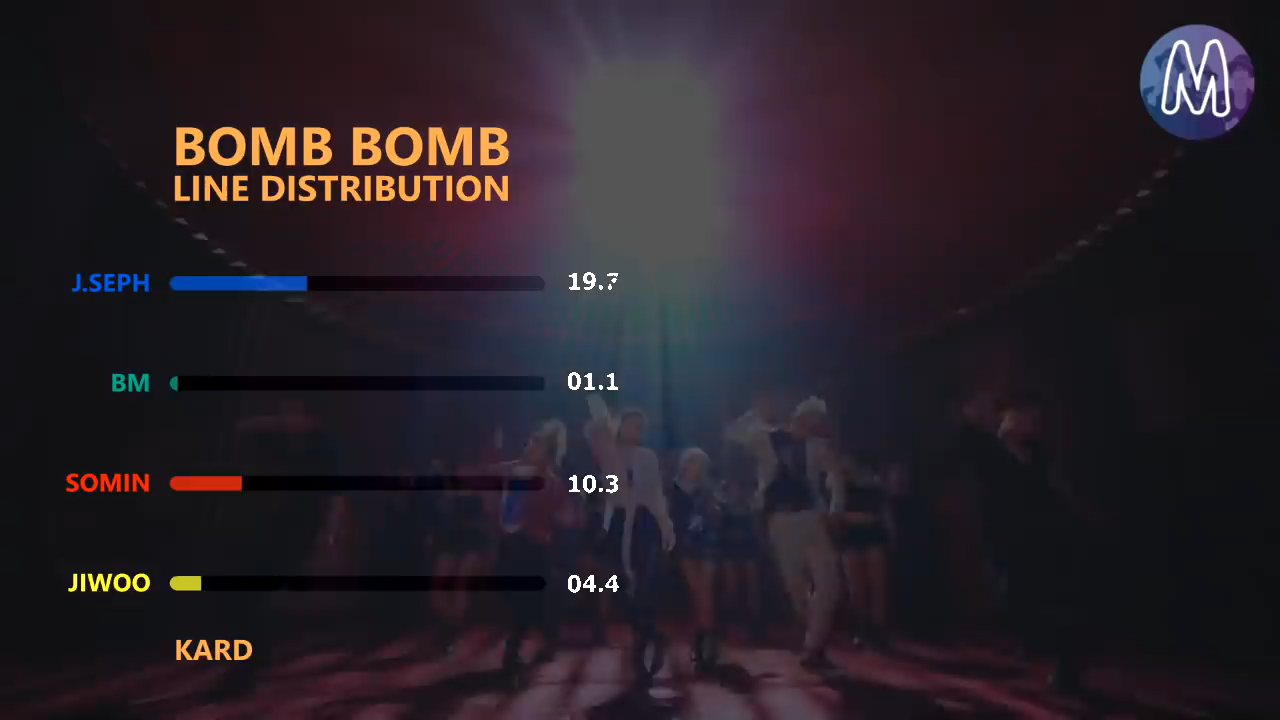 M
BOMB BOMB
LINE DISTRIBUTION
J.SEPH 19.7
BM 01.1
SOMIN 10.3
JIWOO 04.4
KARD